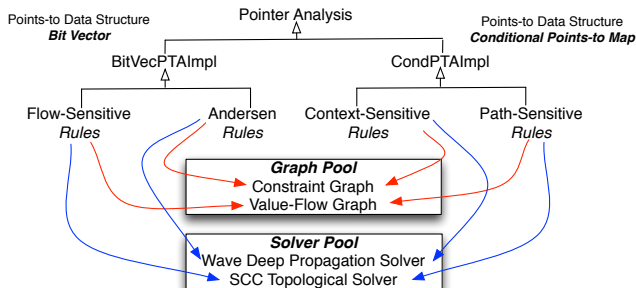 Pointer Analysis
Points-to Data Structure
Bit Vector
Points-to Data Structure
Conditional Points-to Map
BitVecPTAImpl
CondPTAImpl
Flow-Sensitive
Rules
Andersen
Rules
Context-Sensitive
Rules
Path-Sensitive
Rules
Graph Pool
Constraint Graph
Value-Flow Graph
Solver Pool
Wave Deep Propagation Solver
SCC Topological Solver